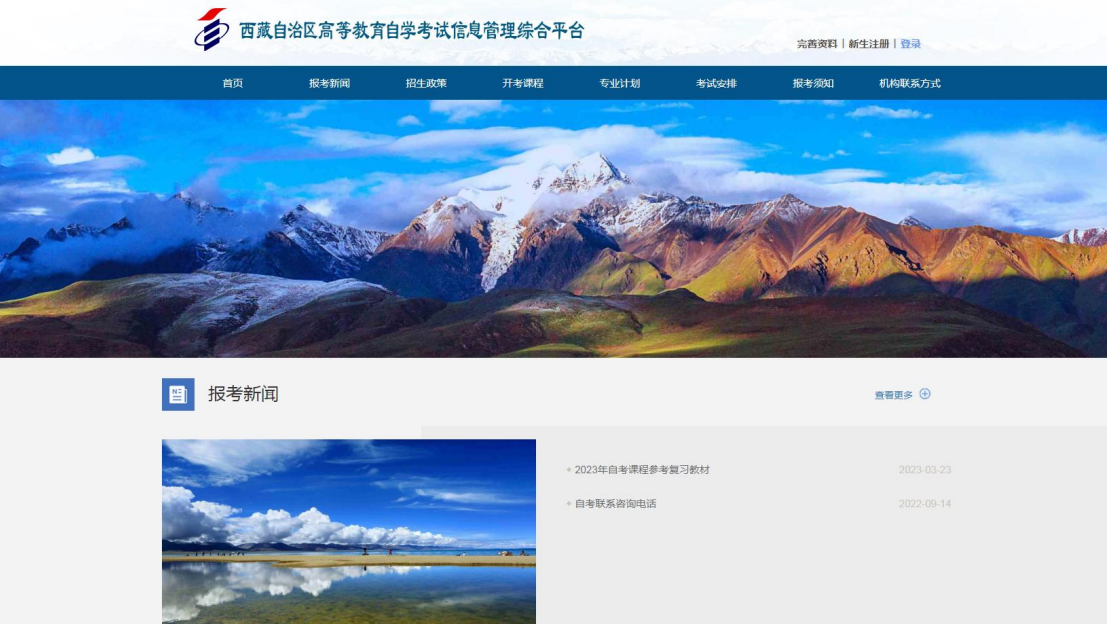 西藏自治区高等教育自学考试信息管理综合平台
完善资料 | 新生注册 | 登录
首页 报考新闻 招生政策 开考课程 专业计划 考试安排 报考须知 机构联系方式
报考新闻 查看更多
2023年自考课程参考复习教材 2023-03-23
自考联系咨询电话 2022-09-14